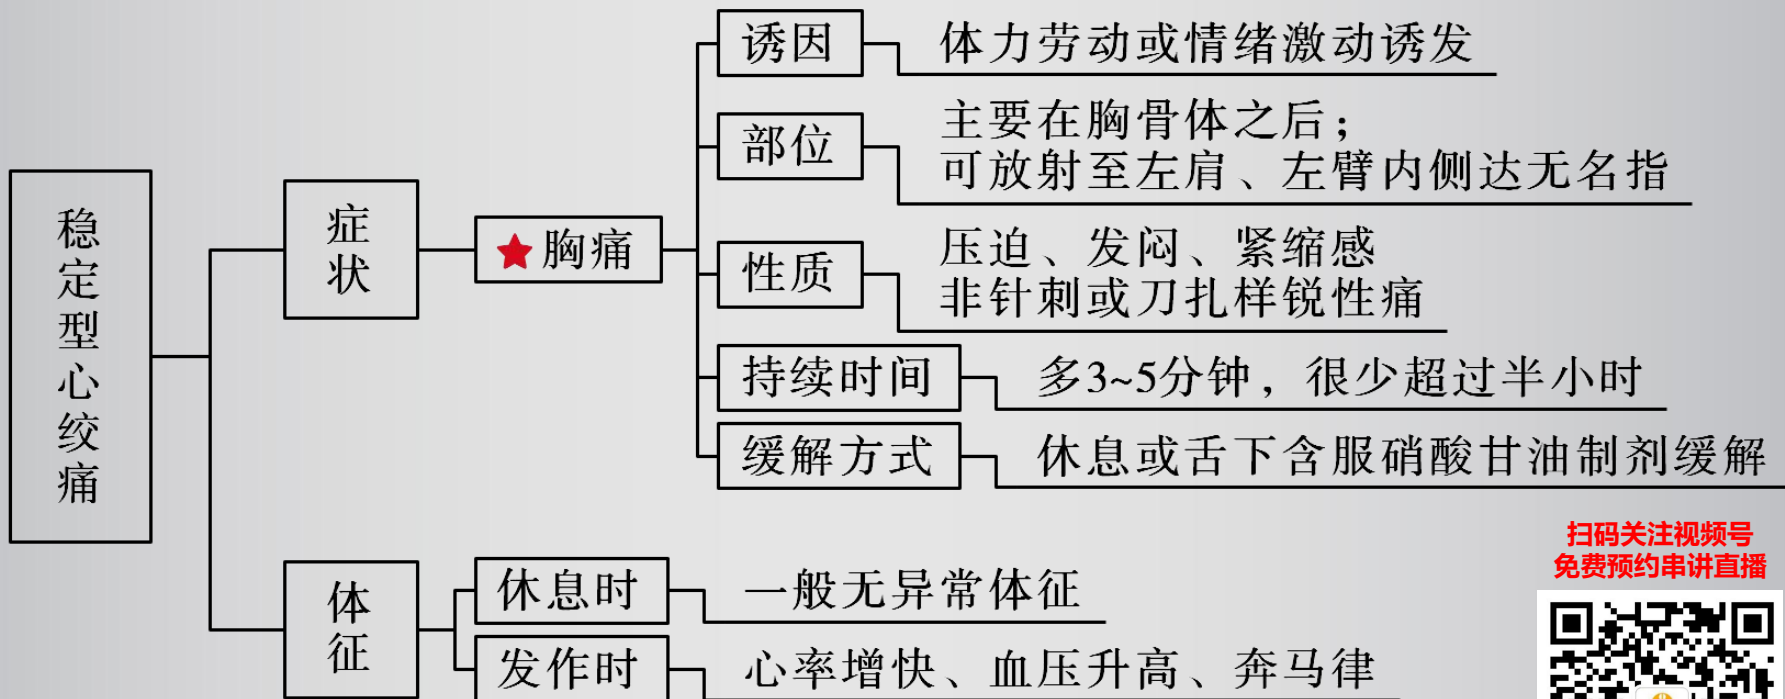 稳定型心绞痛
症状
★胸痛
诱因
体力劳动或情绪激动诱发
部位
主要在胸骨体之后；
可放射至左肩、左臂内侧达无名指
性质
压迫、发闷、紧缩感
非针刺或刀扎样锐性痛
持续时间
多3~5分钟，很少超过半小时
缓解方式
休息或舌下含服硝酸甘油制剂缓解
体征
休息时
一般无异常体征
发作时
心率增快、血压升高、奔马律
扫码关注视频号
免费预约串讲直播